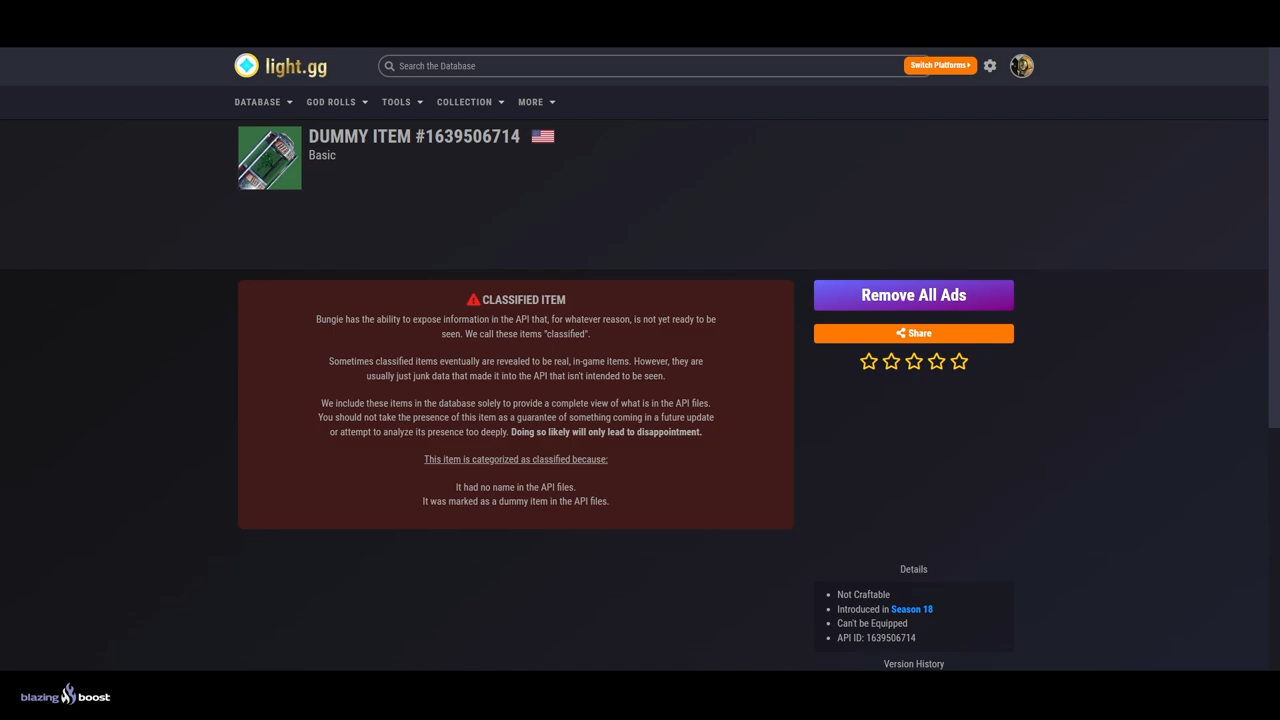 light.gg
Search the Database
Switch Platforms
DATABASE
GOD ROLLS
TOOLS
COLLECTION
MORE
DUMMY ITEM #1639506714
Basic
CLASSIFIED ITEM
Bungie has the ability to expose information in the API that, for whatever reason, is not yet ready to be
seen. We call these items "classified".
Sometimes classified items eventually are revealed to be real, in-game items. However, they are
usually just junk data that made it into the API that isn't intended to be seen.
We include these items in the database solely to provide a complete view of what is in the API files.
You should not take the presence of this item as a guarantee of something coming in a future update
or attempt to analyze its presence too deeply. Doing so likely will only lead to disappointment.
This item is categorized as classified because:
It had no name in the API files.
It was marked as a dummy item in the API files.
Remove All Ads
Share
Details
Not Craftable
Introduced in Season 18
Can't be Equipped
API ID: 1639506714
Version History
blazing boost